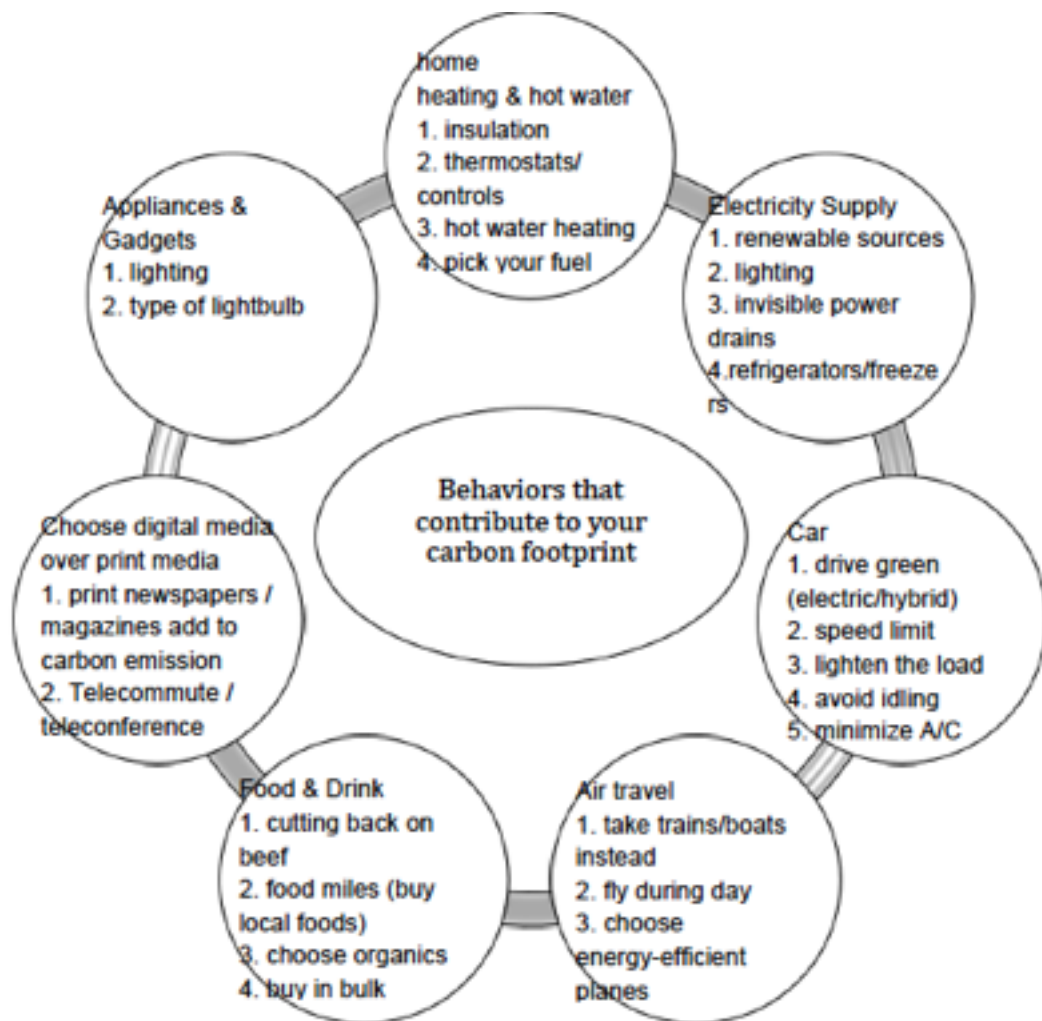 home
heating & hot water
1. insulation
2. thermostats/
controls
3. hot water heating
4. pick your fuel
Electricity Supply
1. renewable sources
2. lighting
3. invisible power
drains
4.refrigerators/freeze
rs
Car
1. drive green
(electric/hybrid)
2. speed limit
3. lighten the load
4. avoid idling
5. minimize A/C
Air travel
1. take trains/boats
instead
2. fly during day
3. choose
energy-efficient
planes
Food & Drink
1. cutting back on
beef
2. food miles (buy
local foods)
3. choose organics
4. buy in bulk
Choose digital media
over print media
1. print newspapers /
magazines add to
carbon emission
2. Telecommute /
teleconference
Appliances &
Gadgets
1. lighting
2. type of lightbulb
Behaviors that
contribute to your
carbon footprint